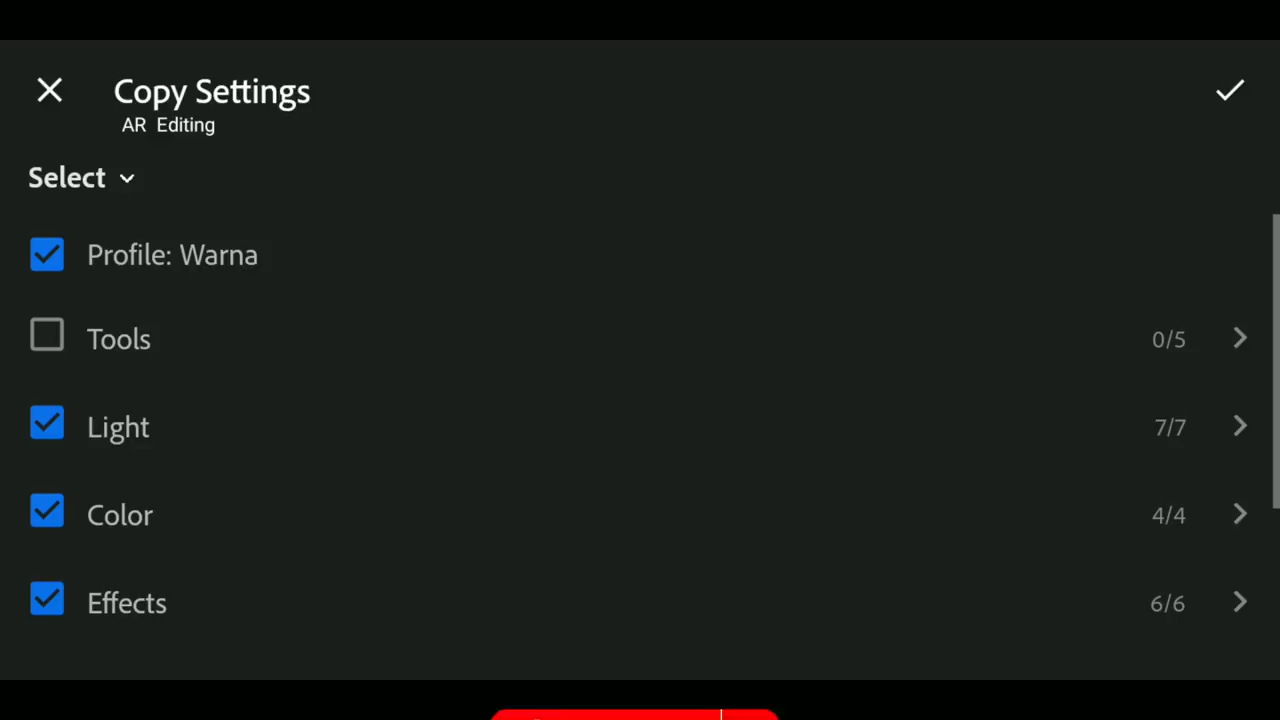 Copy Settings
AR Editing
Select
Profile: Warna
Tools 0/5
Light 7/7
Color 4/4
Effects 6/6